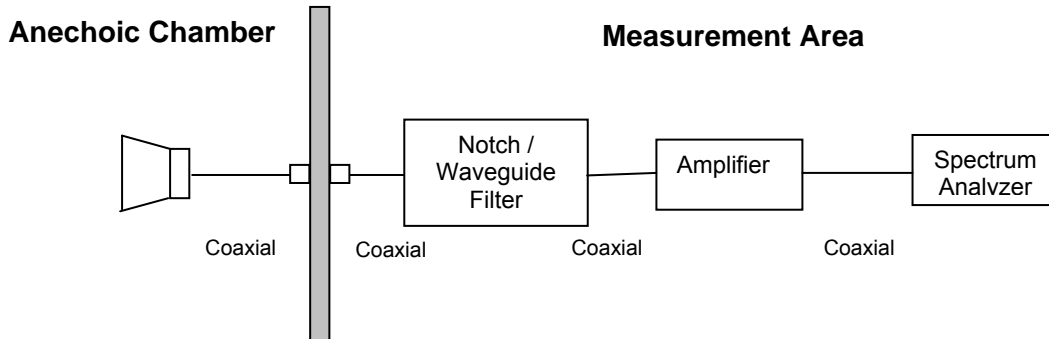 Anechoic Chamber
Measurement Area
Notch /
Waveguide
Filter
Amplifier
Spectrum
Analvzer
Coaxial
Coaxial
Coaxial
Coaxial